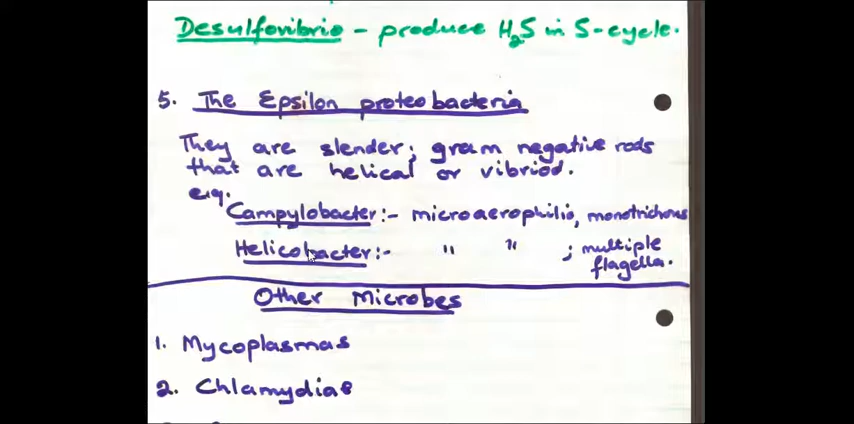 Desulfovibrio - produce H₂S in S-cycle.
5. The Epsilon proteobacteria
They are slender; gram negative rods
that are helical or vibriod.
e.g.
Campylobacter:- microaerophilio, monotrichous
Helicobacter:- " " ; multiple
flagella.
Other Microbes
1. Mycoplasmas
2. Chlamydiae